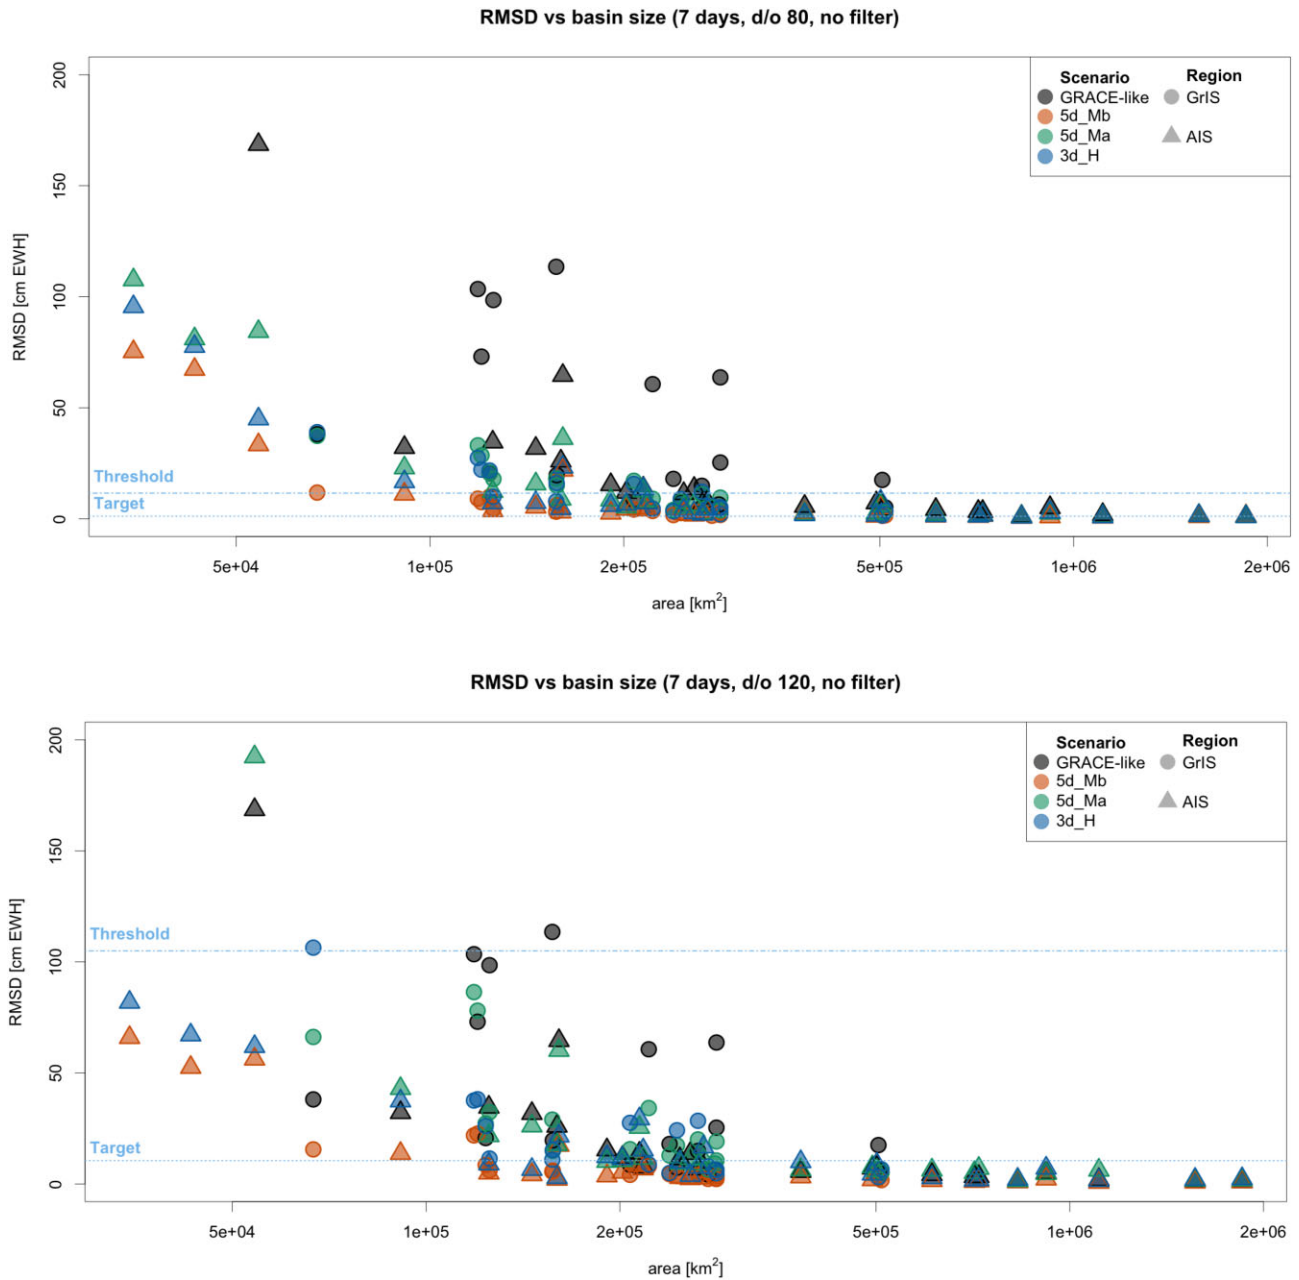 RMSD vs basin size (7 days, d/o 80, no filter)
RMSD [cm EWH]
200
150
100
50
0
Threshold
Target
Scenario
GRACE-like
5d_Mb
5d_Ma
3d_H
Region
GrIS
AIS
5e+04
1e+05
2e+05
5e+05
1e+06
2e+06
area [km²]
RMSD vs basin size (7 days, d/o 120, no filter)
RMSD [cm EWH]
200
150
100
50
0
Threshold
Target
Scenario
GRACE-like
5d_Mb
5d_Ma
3d_H
Region
GrIS
AIS
5e+04
1e+05
2e+05
5e+05
1e+06
2e+06
area [km²]